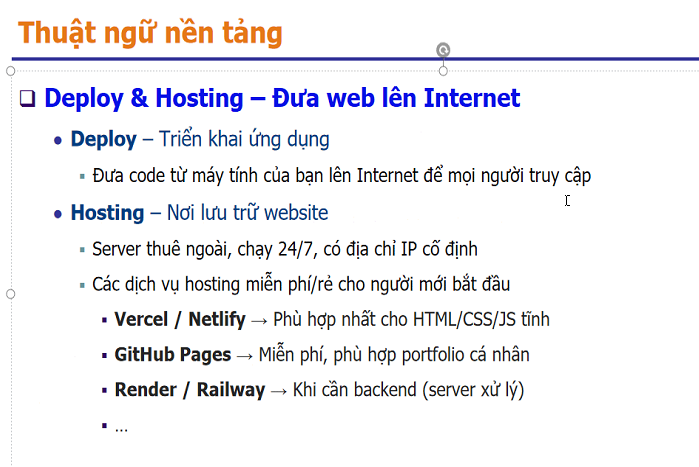 Thuật ngữ nền tảng
❑ Deploy & Hosting – Đưa web lên Internet
• Deploy – Triển khai ứng dụng
▪ Đưa code từ máy tính của bạn lên Internet để mọi người truy cập
• Hosting – Nơi lưu trữ website
▪ Server thuê ngoài, chạy 24/7, có địa chỉ IP cố định
▪ Các dịch vụ hosting miễn phí/rẻ cho người mới bắt đầu
▪ Vercel / Netlify → Phù hợp nhất cho HTML/CSS/JS tĩnh
▪ GitHub Pages → Miễn phí, phù hợp portfolio cá nhân
▪ Render / Railway → Khi cần backend (server xử lý)
▪ ...